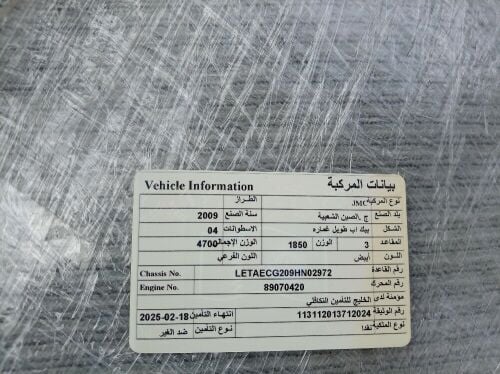 Vehicle Information بيانات المركبة
نوع المركبة JMC الطراز
بلد الصنع ج .الصين الشعبية سنة الصنع 2009
الشكل بيك اب طويل غماره الاسطوانات 04
المقاعد 3 الوزن 1850 الوزن الإجمالي 4700
اللون أبيض اللون الفرعي
رقم القاعدة LETAECG209HN02972 Chassis No.
رقم المحرك 89070420 Engine No.
مؤمنة لدى الخليج للتأمين التكافلي
رقم الوثيقة 113112013712024 انتهاء التأمين 2025-02-18
نوع الملكية نوع التأمين ضد الغير